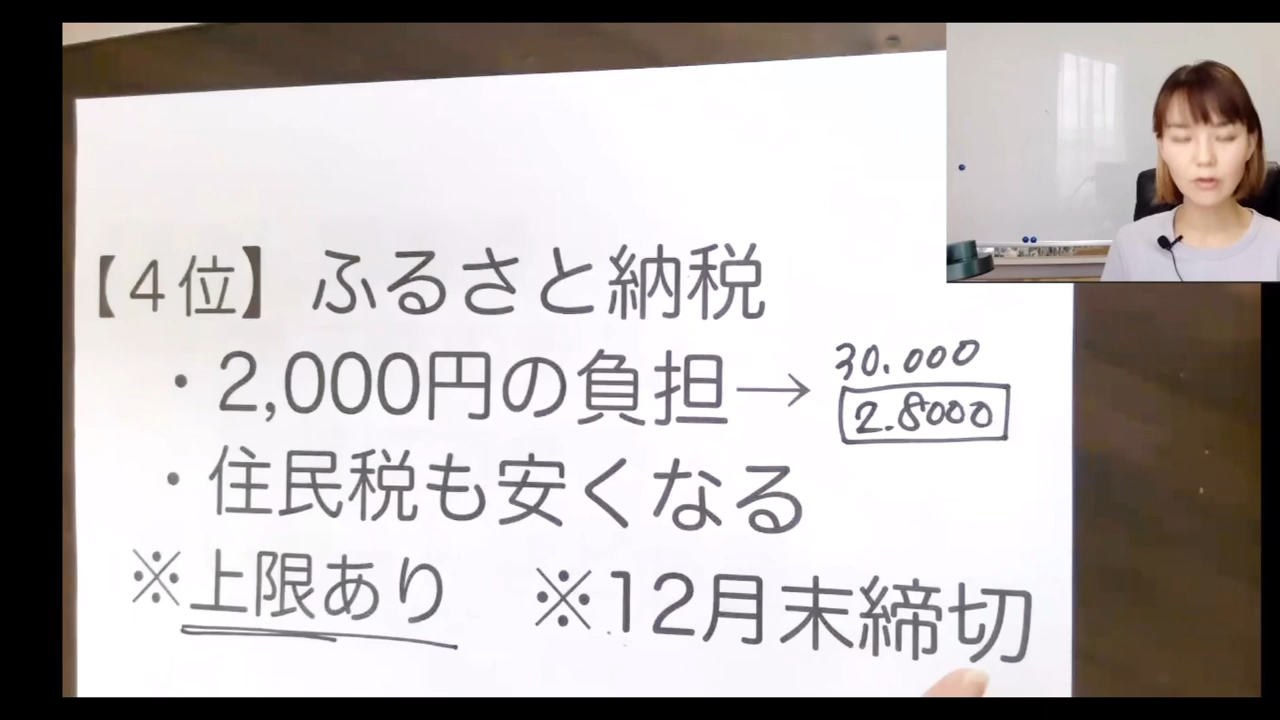 【4位】ふるさと納税
・2,000円の負担→
30.000
2.8000
・住民税も安くなる
※上限あり ※12月末締切